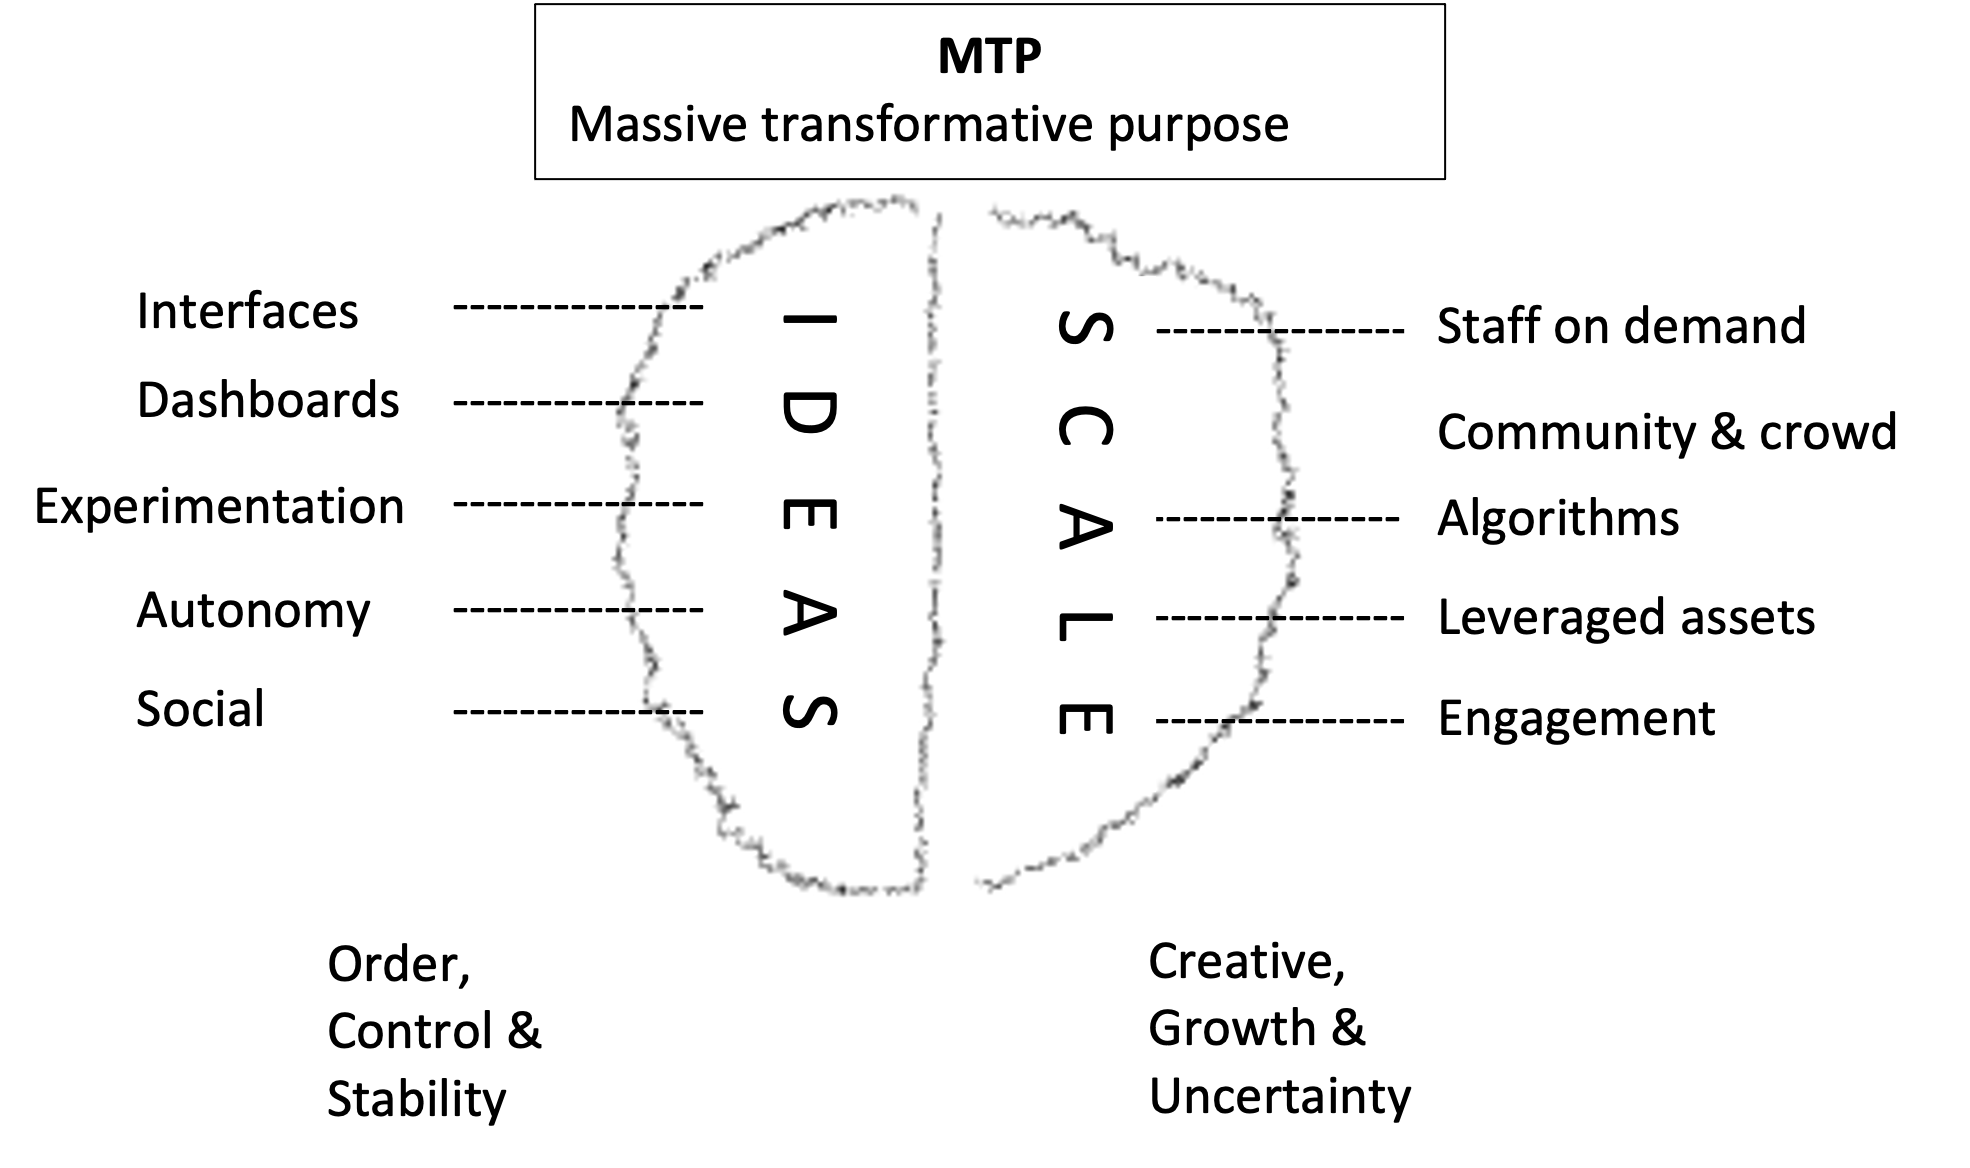 MTP
Massive transformative purpose
Interfaces
Dashboards
Experimentation
Autonomy
Social
IDEAS
SCALE
Staff on demand
Community & crowd
Algorithms
Leveraged assets
Engagement
Order,
Control &
Stability
Creative,
Growth &
Uncertainty